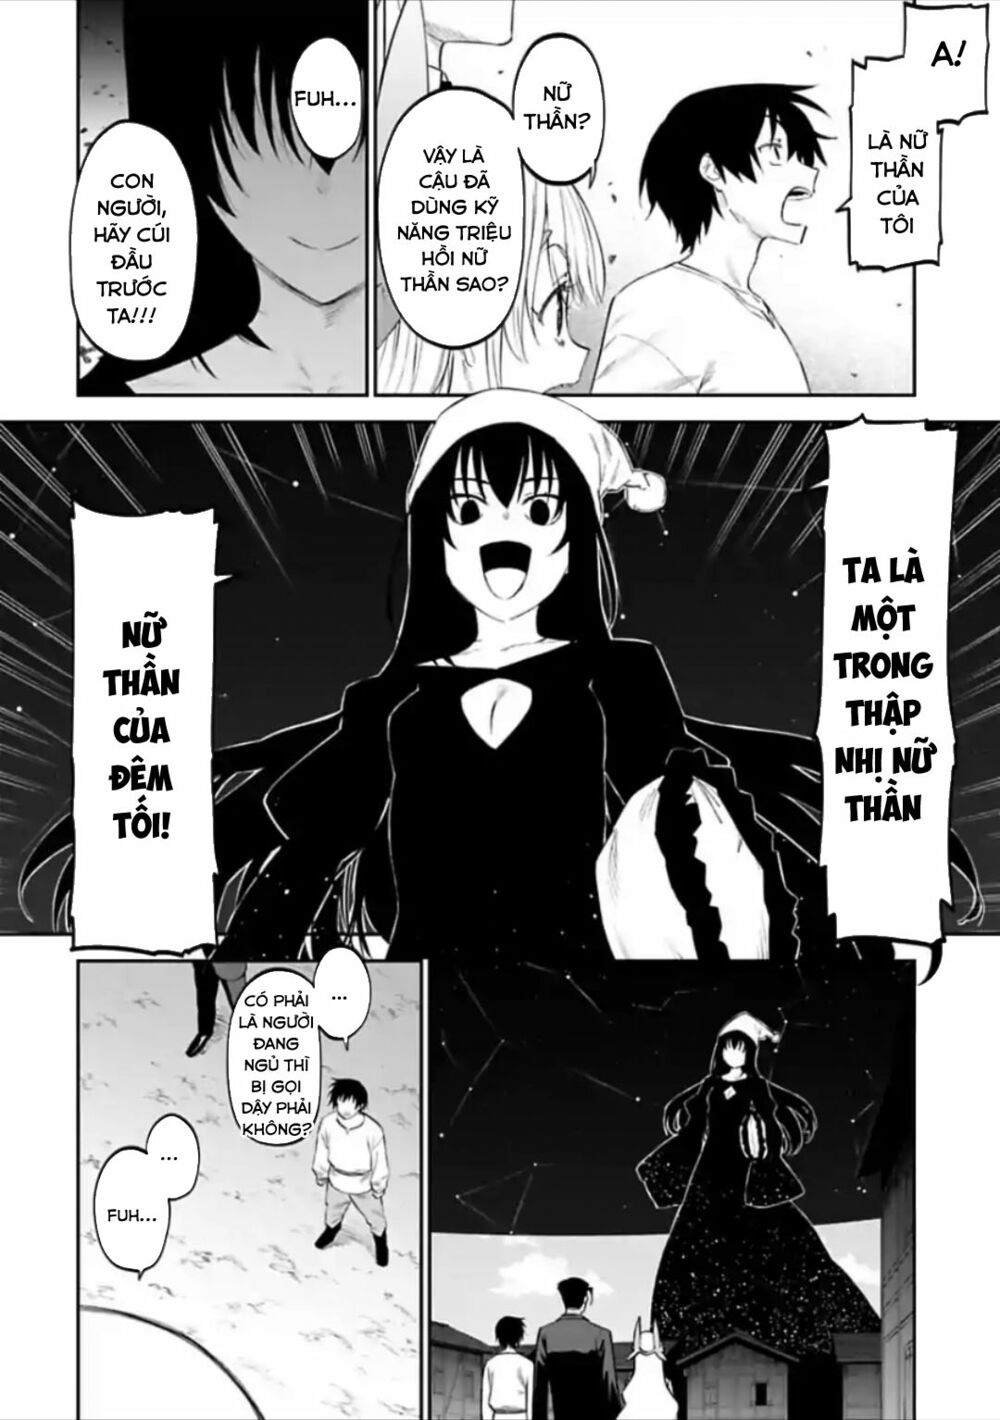 A!
LÀ NỮ
THẦN
CỦA
TÔI
NỮ
THẦN?
VẬY LÀ
CẬU ĐÃ
DÙNG KỸ
NĂNG TRIỆU
HỒI NỮ
THẦN SAO?
FUH...
CON
NGƯỜI,
HÃY CÚI
ĐẦU
TRƯỚC
TA!!!
TA LÀ
MỘT
TRONG
THẬP
NHỊ NỮ
THẦN
NỮ
THẦN
CỦA
ĐÊM
TỐI!
...
CÓ PHẢI
LÀ NGƯỜI
ĐANG
NGỦ THÌ
BỊ GỌI
DẬY PHẢI
KHÔNG?
...
FUH...